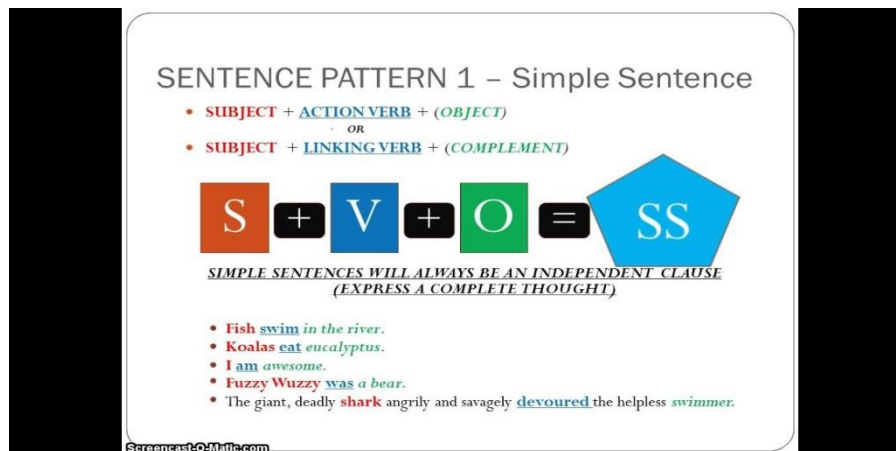 SENTENCE PATTERN 1 – Simple Sentence
SUBJECT + ACTION VERB + (OBJECT)
OR
SUBJECT + LINKING VERB + (COMPLEMENT)
S + V + O = SS
SIMPLE SENTENCES WILL ALWAYS BE AN INDEPENDENT CLAUSE
(EXPRESS A COMPLETE THOUGHT)
Fish swim in the river.
Koalas eat eucalyptus.
I am awesome.
Fuzzy Wuzzy was a bear.
The giant, deadly shark angrily and savagely devoured the helpless swimmer.
Screencast-O-Matic.com